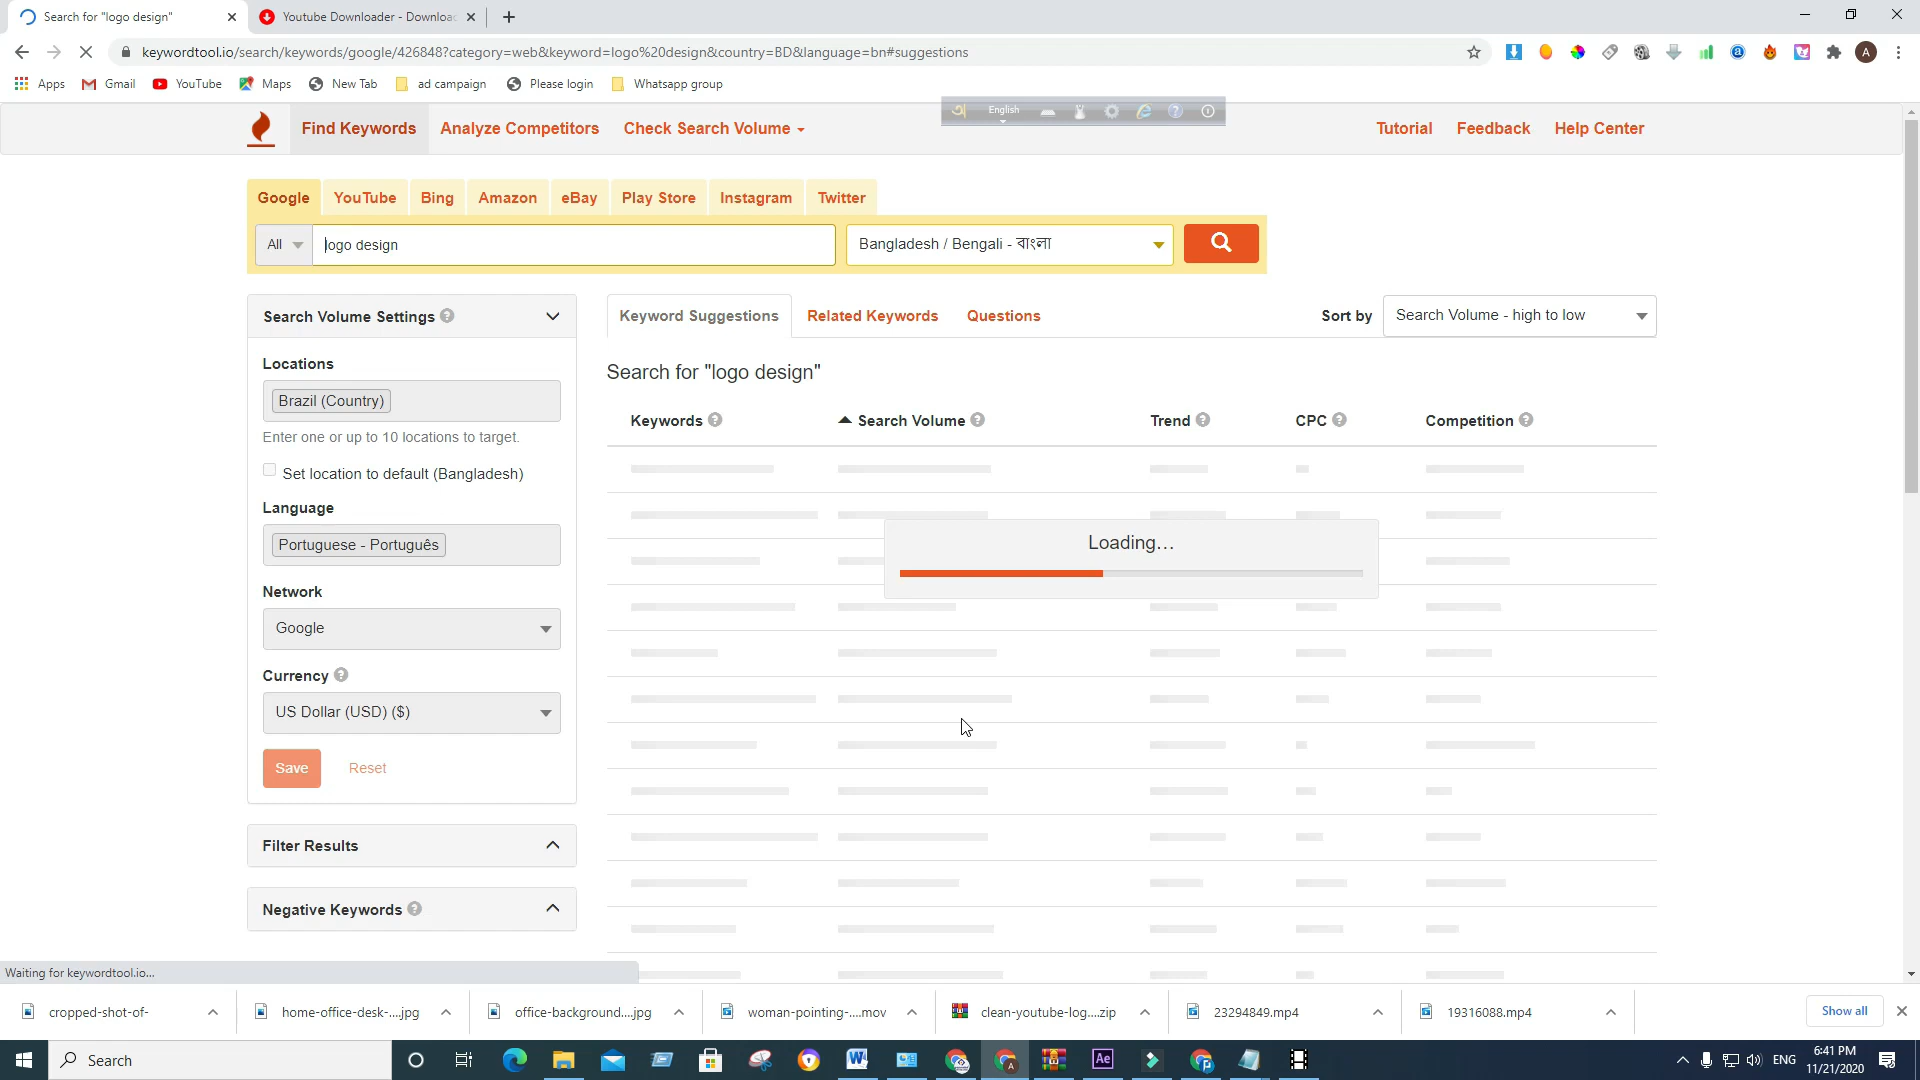 Search for "logo design"
Youtube Downloader - Downloa
keywordtool.io/search/keywords/google/426848?category=web&keyword=logo%20design&country=BD&language=bn#suggestions
A
Apps
Gmail
YouTube
Maps
New Tab
ad campaign
Please login
Whatsapp group
অ
English
Find Keywords
Analyze Competitors
Check Search Volume
Tutorial
Feedback
Help Center
Google
YouTube
Bing
Amazon
eBay
Play Store
Instagram
Twitter
All
logo design
Bangladesh / Bengali - বাংলা
Search Volume Settings
Keyword Suggestions
Related Keywords
Questions
Sort by
Search Volume - high to low
Locations
Brazil (Country)
Enter one or up to 10 locations to target.
Set location to default (Bangladesh)
Language
Portuguese - Português
Network
Google
Currency
US Dollar (USD) ($)
Save
Reset
Filter Results
Negative Keywords
Search for "logo design"
Keywords
Search Volume
Trend
CPC
Competition
Loading...
Waiting for keywordtool.io...
cropped-shot-of-
home-office-desk-....jpg
office-background....jpg
woman-pointing-....mov
clean-youtube-log....zip
23294849.mp4
19316088.mp4
Show all
Search
Ae
ENG
6:41 PM
11/21/2020